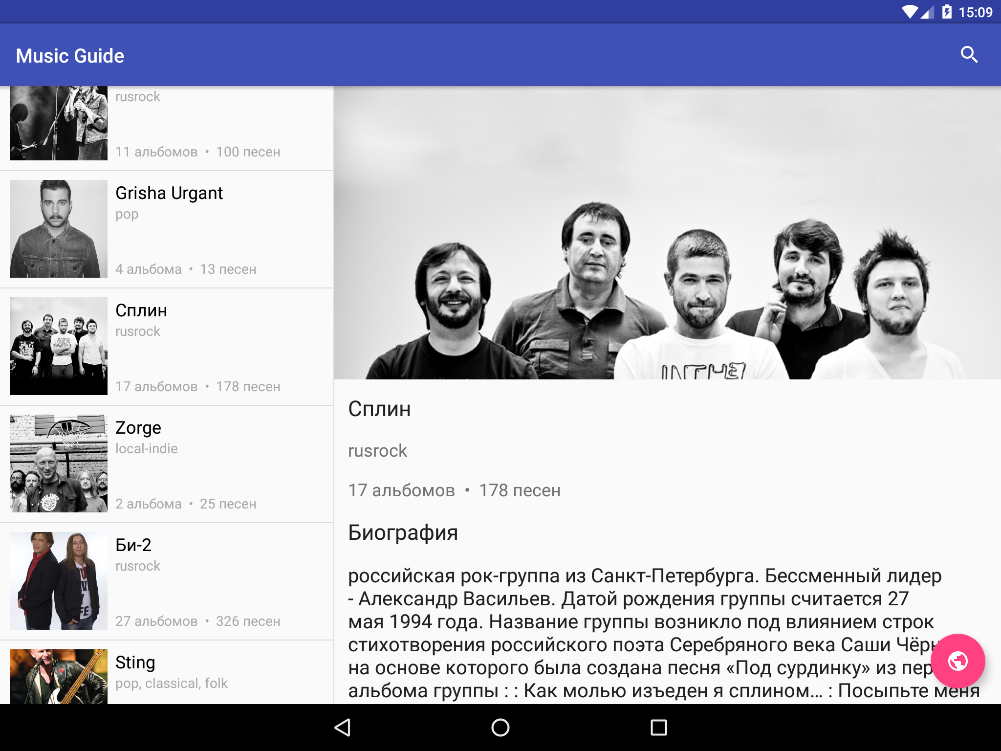 15:09
Music Guide
rusrock
11 альбомов • 100 песен
Grisha Urgant
pop
4 альбома • 13 песен
Сплин
rusrock
17 альбомов • 178 песен
Zorge
local-indie
2 альбома • 25 песен
Би-2
rusrock
27 альбомов • 326 песен
Sting
pop, classical, folk
Сплин
rusrock
17 альбомов • 178 песен
Биография
российская рок-группа из Санкт-Петербурга. Бессменный лидер
- Александр Васильев. Датой рождения группы считается 27
мая 1994 года. Название группы возникло под влиянием строк
стихотворения российского поэта Серебряного века Саши
на основе которого была создана песня «Под сурдинку» из
альбома группы : : Как молью изъеден я сплином... : Посыпьте меня